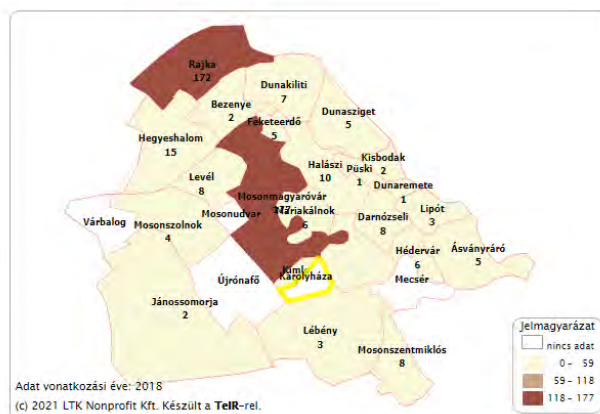 Rajka
172
Dunakiliti
7
Bezenye
2
Dunasziget
5
Feketeerdő
5
Hegyeshalom
15
Halászi
10
Kisbodak
2
Püski
1
Levél
8
Dunaremete
1
Mosonmagyaróvár
177
Máriakálnok
6
Lipót
3
Várbalog
Mosonudvar
Mosonszolnok
4
Darnózseli
8
Hédervár
6
Ásványráró
5
Kiml
Károlyháza
Újrónafő
Mecsér
Jánossomorja
2
Lébény
3
Mosonszentmiklós
8
Jelmagyarázat
nincs adat
0 - 59
59 - 118
118 - 177
Adat vonatkozási éve: 2018
(c) 2021 LTK Nonprofit Kft. Készült a TeIR-rel.